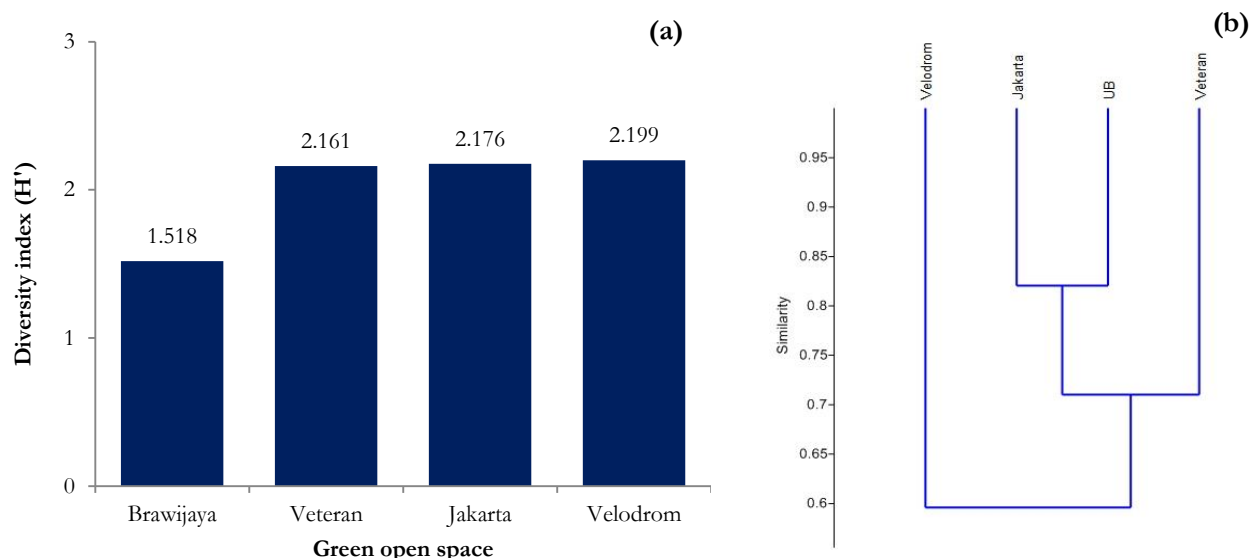 (a)
3
2
1
0
Diversity index (H')
1.518
2.161
2.176
2.199
Brawijaya
Veteran
Jakarta
Velodrom
Green open space
(b)
Velodrom
Jakarta
UB
Veteran
0.95
0.9
0.85
0.8
0.75
0.7
0.65
0.6
Similarity